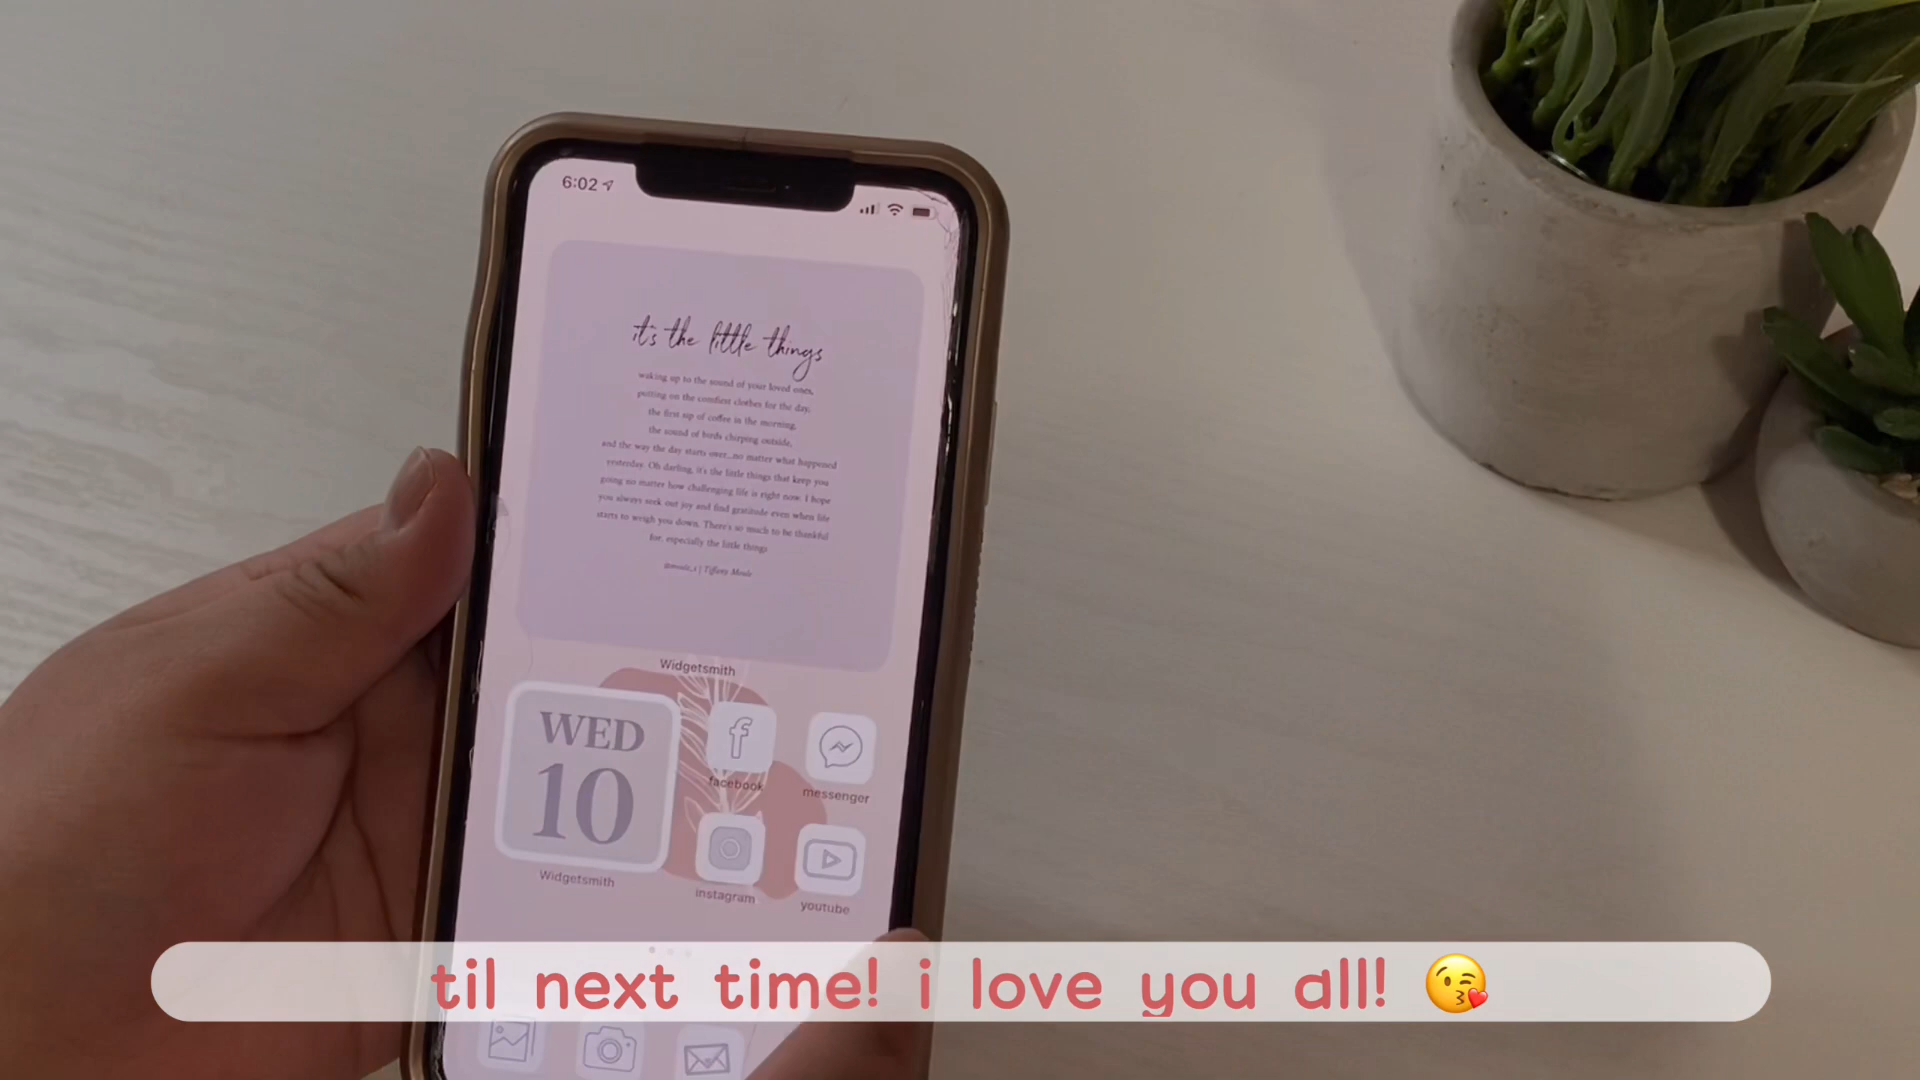 6:02
it's the little things
waking up to the sound of your loved ones,
putting on the comfiest clothes for the day,
the first sip of coffee in the morning,
the sound of birds chirping outside,
and the way the day starts over...no matter what happened
yesterday. Oh darling, it's the little things that keep you
going no matter how challenging life is right now. I hope
you always seek out joy and find gratitude even when life
starts to weigh you down. There's so much to be thankful
for, especially the little things
| Tiffany Moule
Widgetsmith
WED
10
Widgetsmith
facebook
messenger
instagram
youtube
til next time! i love you all! 😘